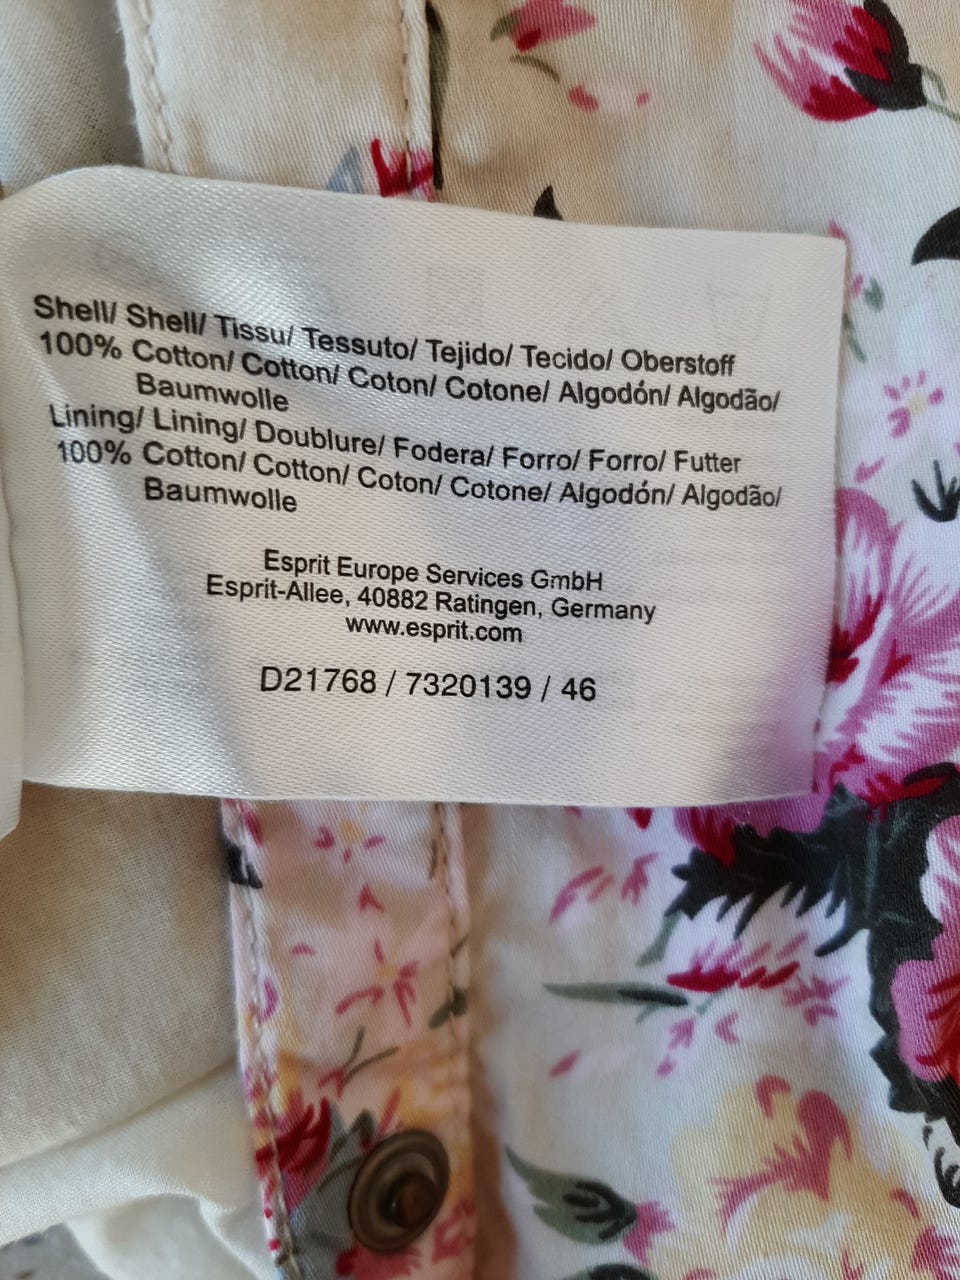 Shell/ Shell/ Tissu/ Tessuto/ Tejido/ Tecido/ Oberstoff
100% Cotton/ Cotton/ Coton/ Cotone/ Algodón/ Algodão/
Baumwolle
Lining/ Lining/ Doublure/ Fodera/ Forro/ Forro/ Futter
100% Cotton/ Cotton/ Coton/ Cotone/ Algodón/ Algodão/
Baumwolle
Esprit Europe Services GmbH
Esprit-Allee, 40882 Ratingen, Germany
www.esprit.com
D21768 / 7320139 / 46